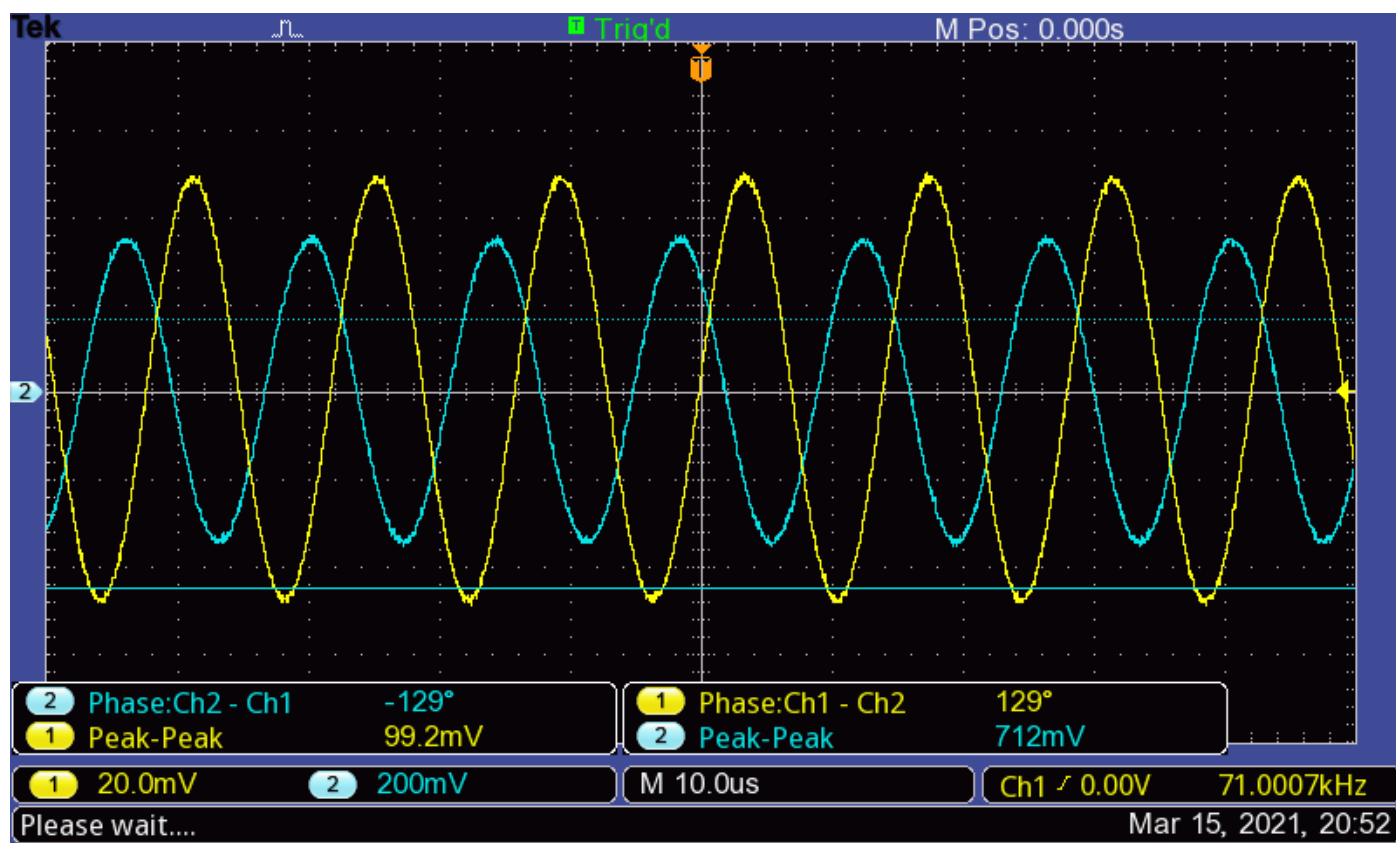 Tek T Trig'd M Pos: 0.000s
T
2
2 Phase:Ch2 - Ch1 -129° 1 Phase:Ch1 - Ch2 129°
1 Peak-Peak 99.2mV 2 Peak-Peak 712mV
1 20.0mV 2 200mV M 10.0us Ch1 0.00V 71.0007kHz
Please wait.... Mar 15, 2021, 20:52